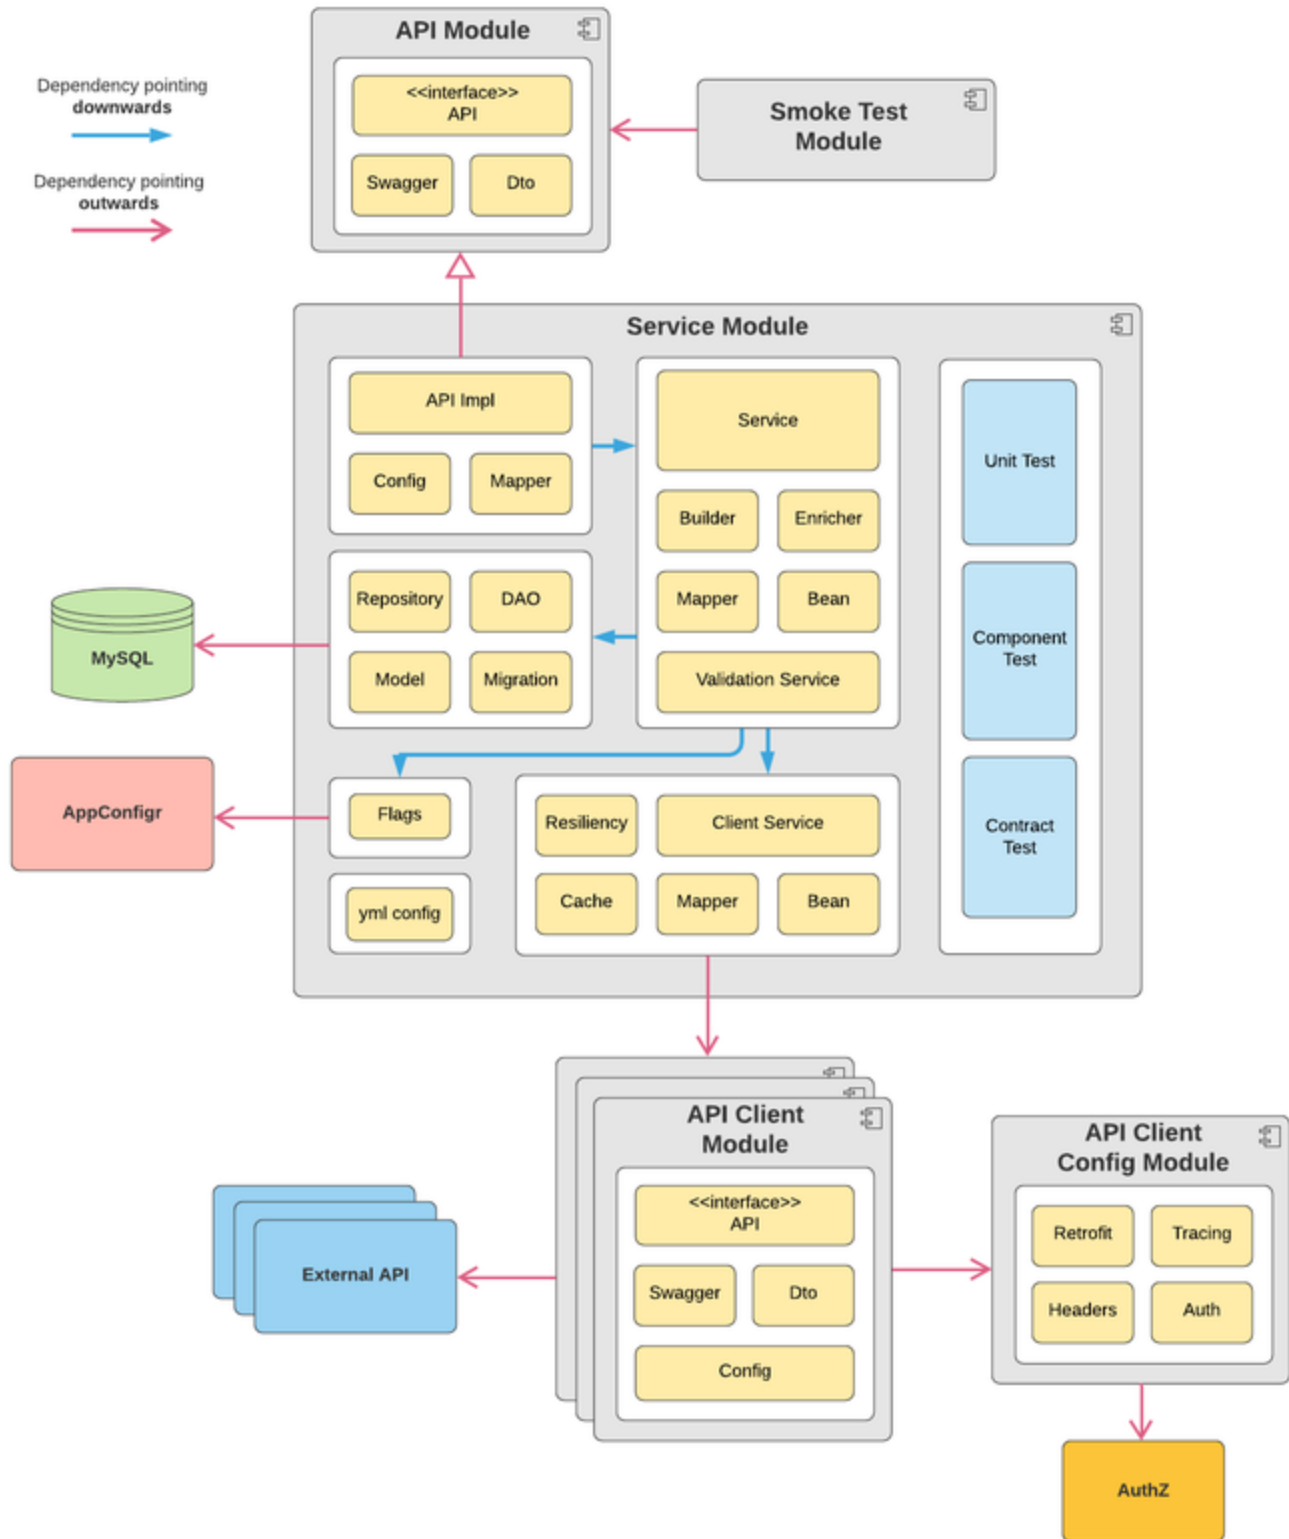 API Module
<<interface>>
API
Swagger
Dto
Dependency pointing
downwards
Dependency pointing
outwards
Smoke Test
Module
Service Module
API Impl
Config
Mapper
Service
Builder
Enricher
Mapper
Bean
Validation Service
Unit Test
Component
Test
Contract
Test
Repository
DAO
Model
Migration
MySQL
AppConfigr
Flags
yml config
Resiliency
Client Service
Cache
Mapper
Bean
API Client
Module
<<interface>>
API
Swagger
Dto
Config
External API
API Client
Config Module
Retrofit
Tracing
Headers
Auth
AuthZ